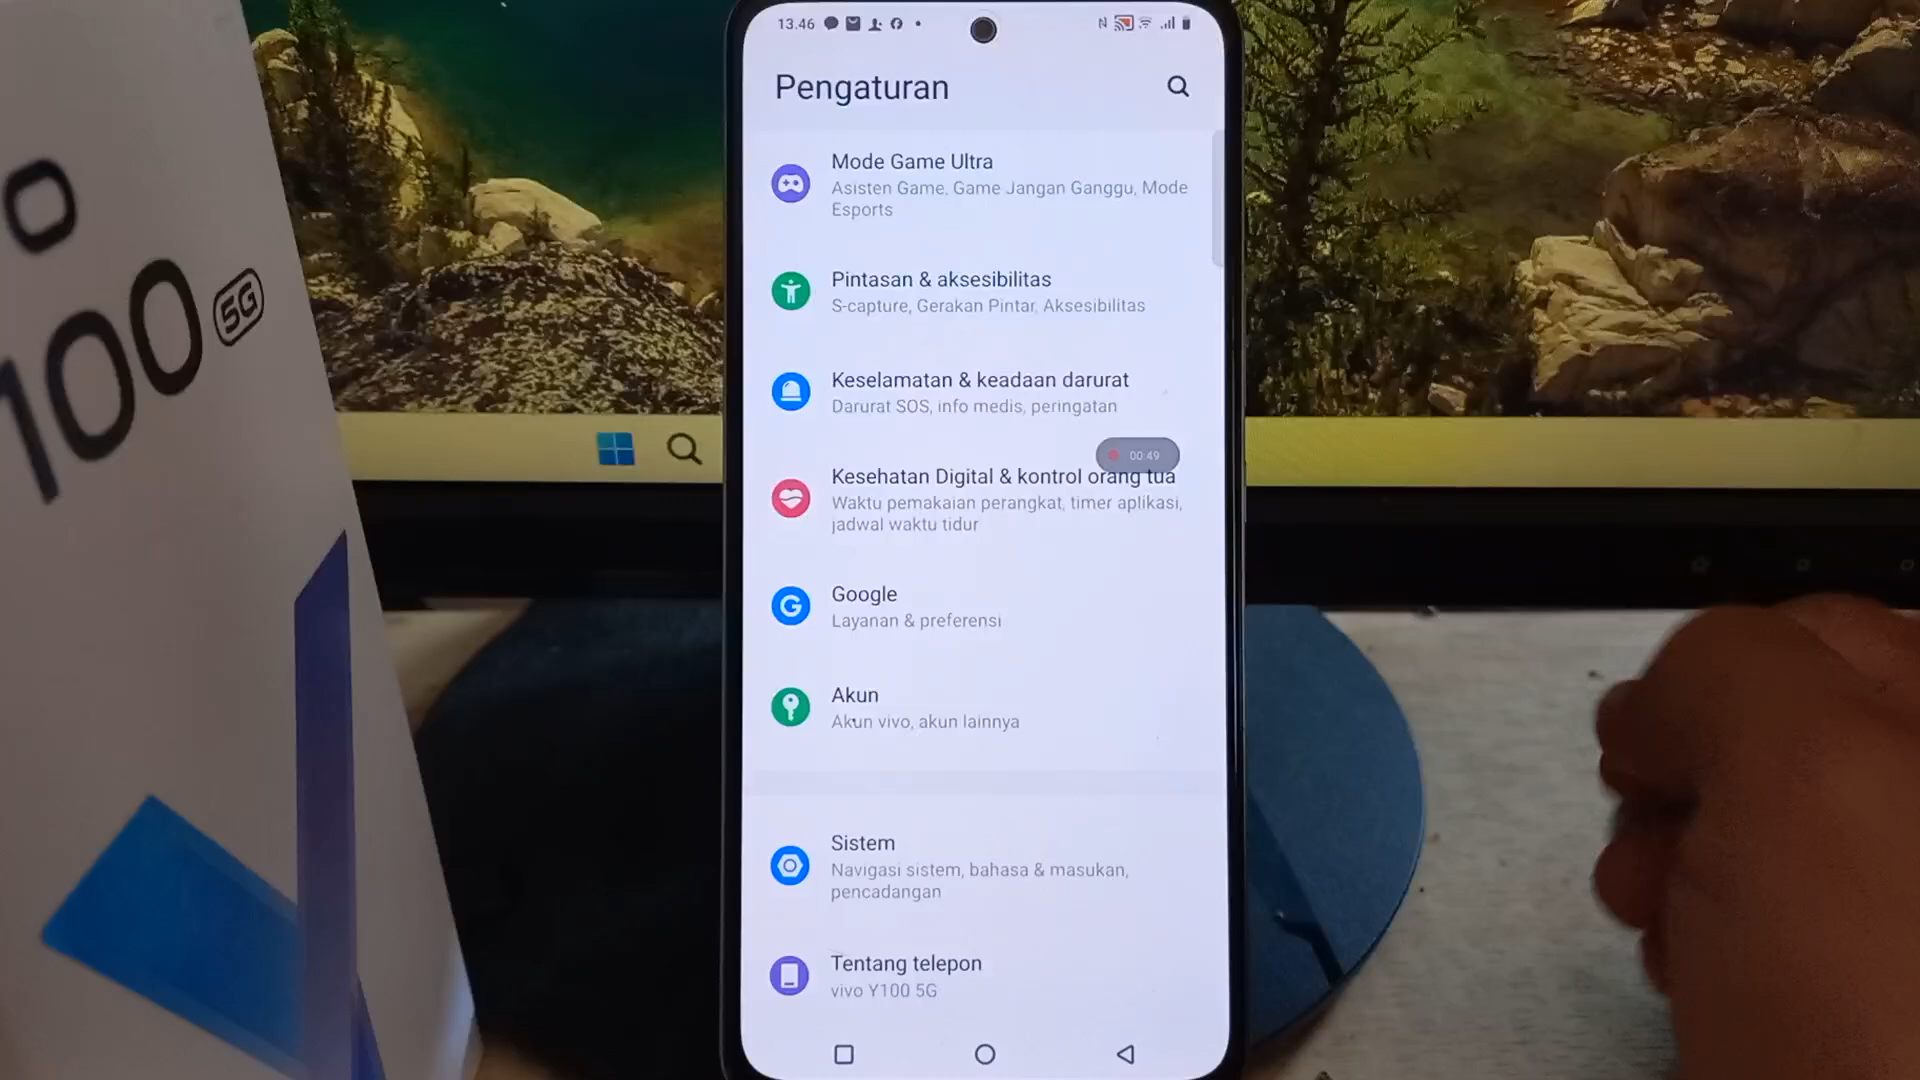 o
100 5G
13.46
Pengaturan
Mode Game Ultra
Asisten Game, Game Jangan Ganggu, Mode
Esports
Pintasan & aksesibilitas
S-capture, Gerakan Pintar, Aksesibilitas
Keselamatan & keadaan darurat
Darurat SOS, info medis, peringatan
00:49
Kesehatan Digital & kontrol orang tua
Waktu pemakaian perangkat, timer aplikasi,
jadwal waktu tidur
Google
Layanan & preferensi
Akun
Akun vivo, akun lainnya
Sistem
Navigasi sistem, bahasa & masukan,
pencadangan
Tentang telepon
vivo Y100 5G